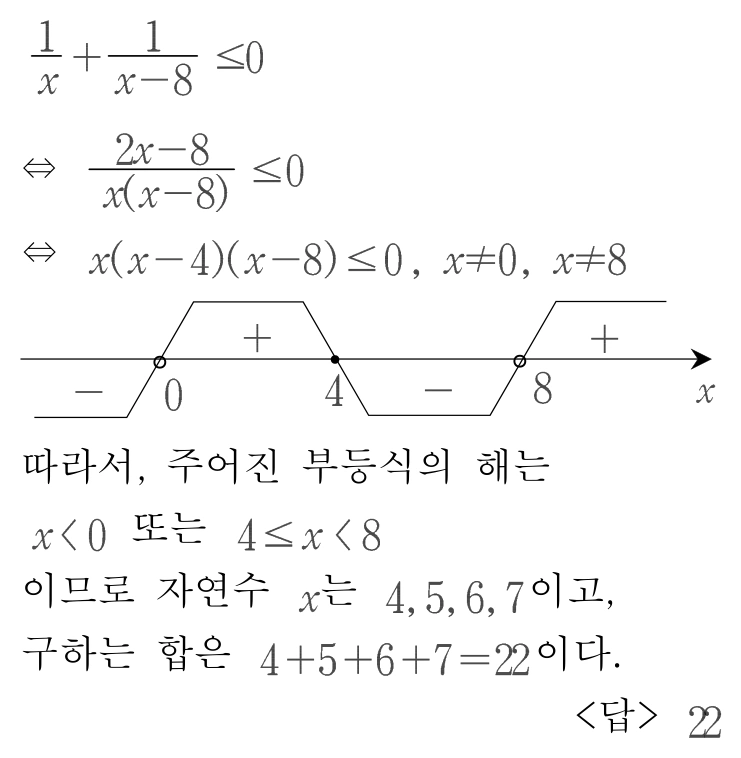 1/x + 1/(x−8) ≤0
⇔ (2x−8)/(x(x−8)) ≤0
⇔ x(x−4)(x−8)≤0, x≠0, x≠8
+ +
− 0 4 − 8 x
따라서, 주어진 부등식의 해는
x<0 또는 4≤x<8
이므로 자연수 x는 4, 5, 6, 7이고,
구하는 합은 4+5+6+7=22이다.
<답> 22